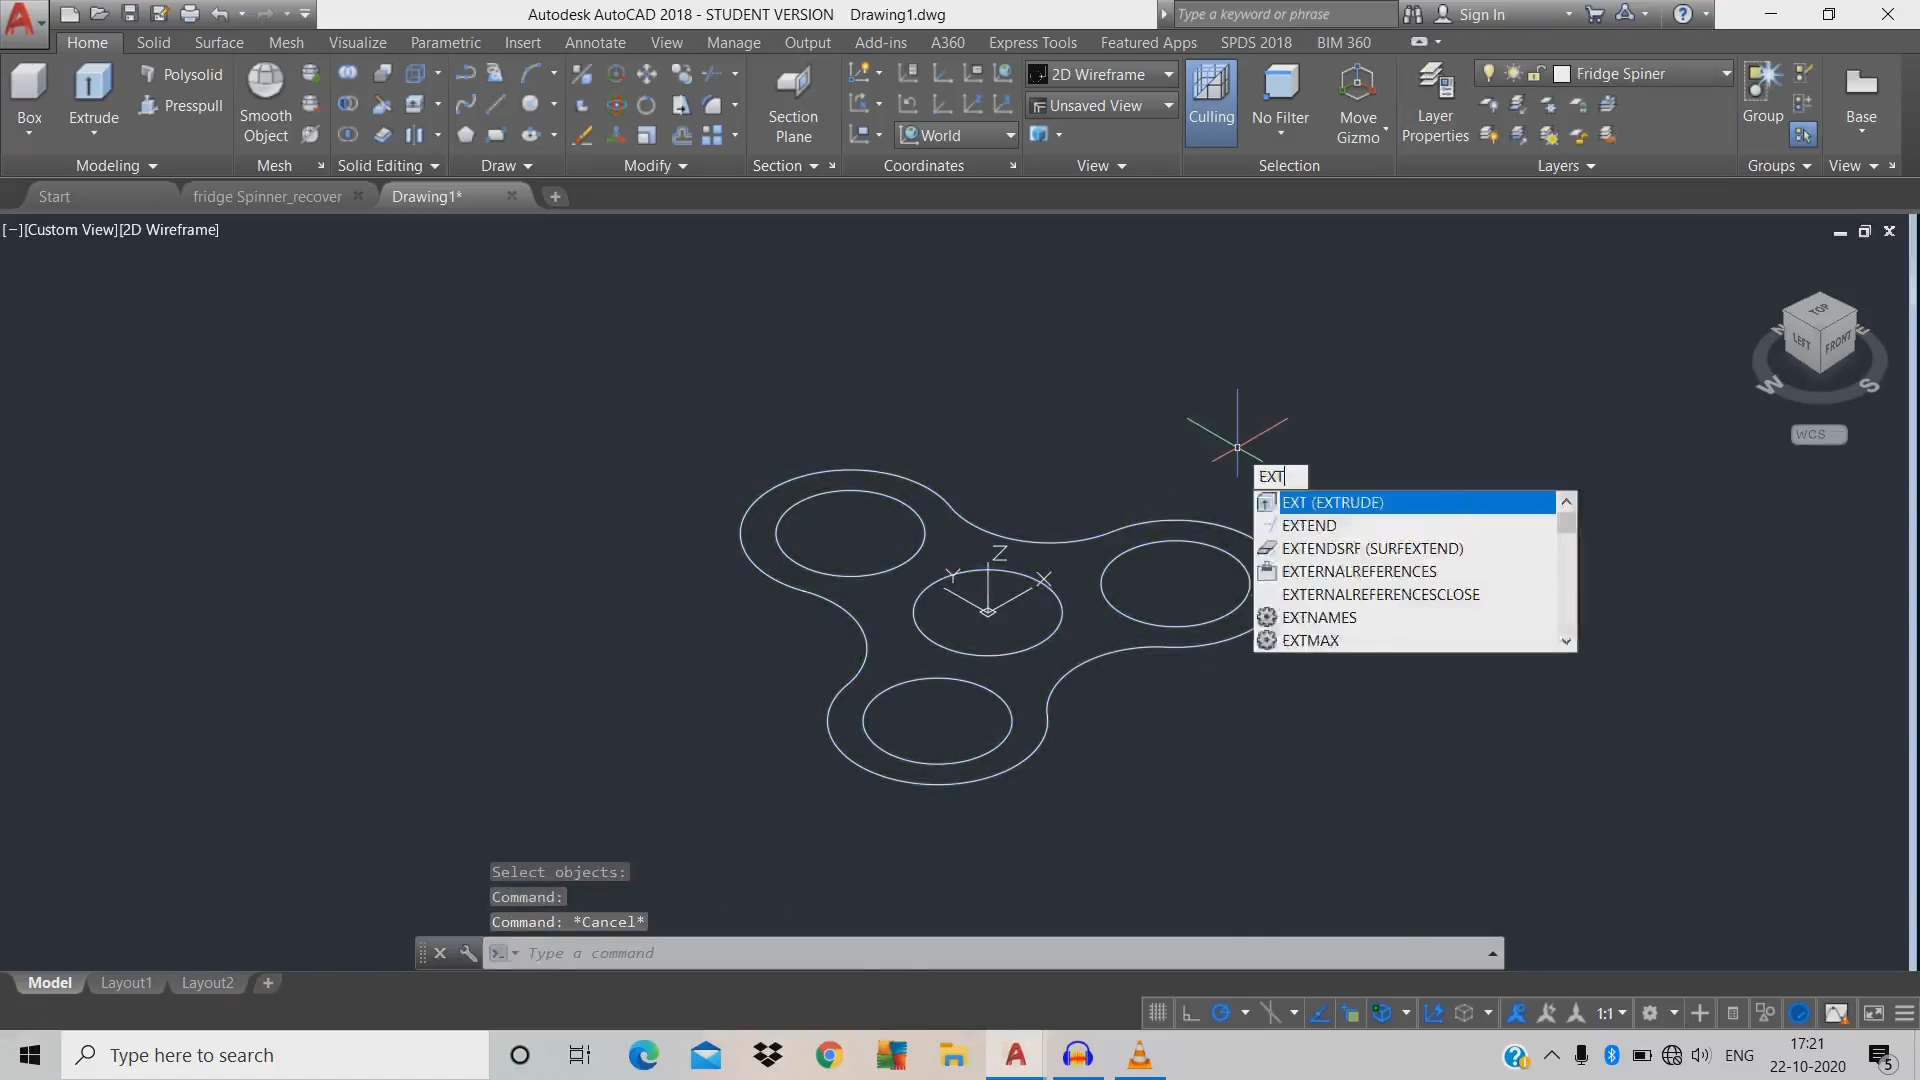 Autodesk AutoCAD 2018 - STUDENT VERSION Drawing1.dwg
Type a keyword or phrase
Sign In
Home Solid Surface Mesh Visualize Parametric Insert Annotate View Manage Output Add-ins A360 Express Tools Featured Apps SPDS 2018 BIM 360
Box
Extrude
Polysolid
Presspull
Smooth
Object
Section
Plane
World
2D Wireframe
Unsaved View
Culling
No Filter
Move
Gizmo
Layer
Properties
Fridge Spiner
Group
Base
Modeling
Mesh
Solid Editing
Draw
Modify
Section
Coordinates
View
Selection
Layers
Groups
View
Start
fridge Spinner_recover
Drawing1*
[−][Custom View][2D Wireframe]
TOP
LEFT
FRONT
N
E
W
S
WCS
EXT
EXT (EXTRUDE)
EXTEND
EXTENDSRF (SURFEXTEND)
EXTERNALREFERENCES
EXTERNALREFERENCESCLOSE
EXTNAMES
EXTMAX
Z
Y
X
Select objects:
Command:
Command: *Cancel*
Type a command
Model
Layout1
Layout2
1:1
Type here to search
ENG
17:21
22-10-2020
5